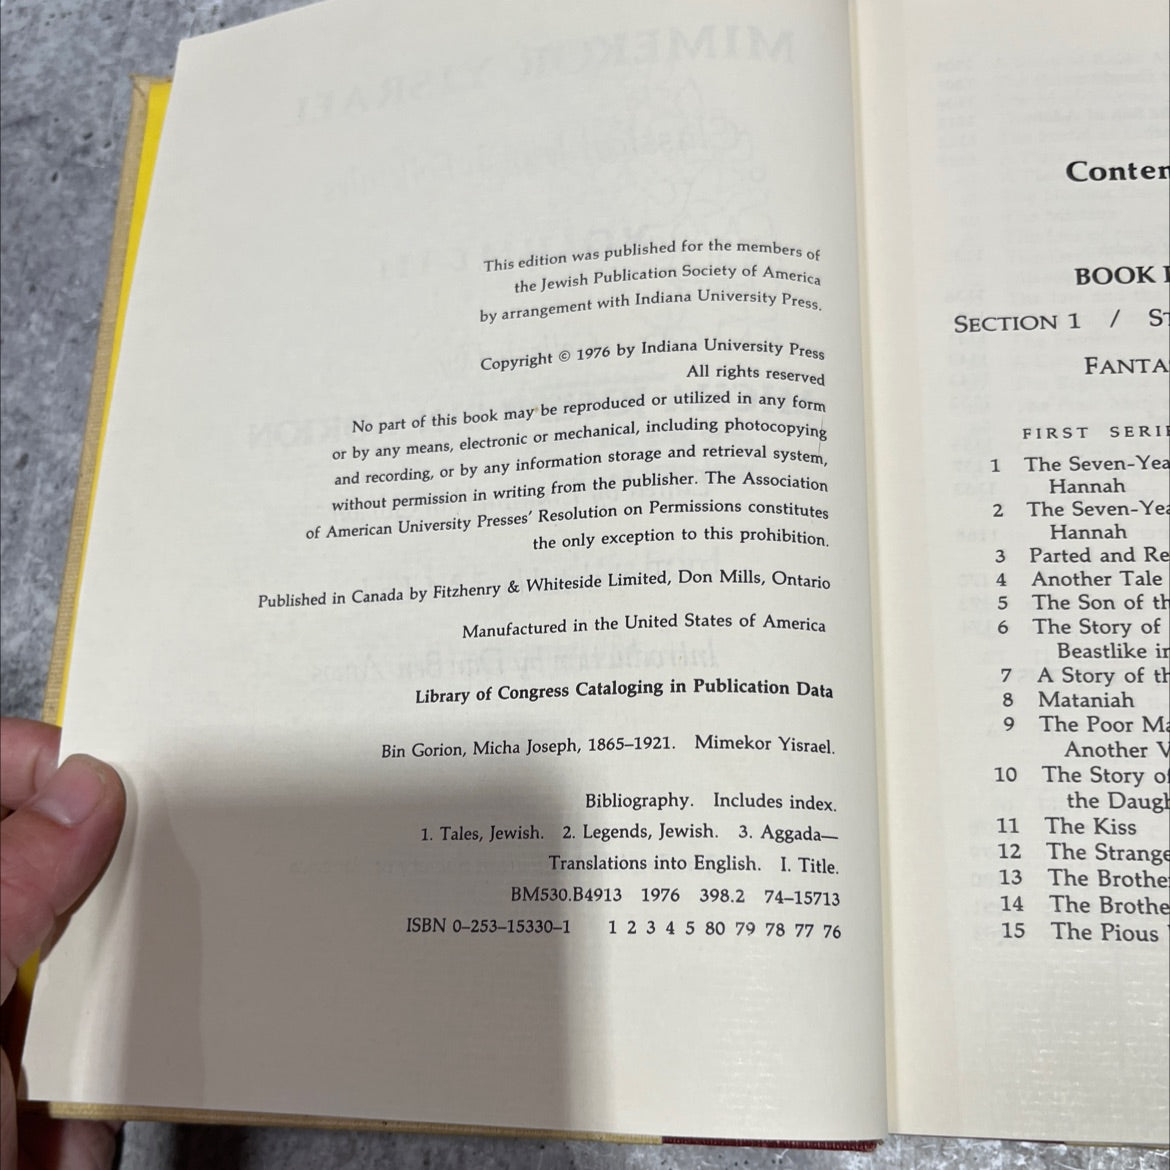 This edition was published for the members of
the Jewish Publication Society of America
by arrangement with Indiana University Press.
Copyright © 1976 by Indiana University Press
All rights reserved
No part of this book may be reproduced or utilized in any form
or by any means, electronic or mechanical, including photocopying
and recording, or by any information storage and retrieval system,
without permission in writing from the publisher. The Association
of American University Presses' Resolution on Permissions constitutes
the only exception to this prohibition.
Published in Canada by Fitzhenry & Whiteside Limited, Don Mills, Ontario
Manufactured in the United States of America
Library of Congress Cataloging in Publication Data
Bin Gorion, Micha Joseph, 1865–1921. Mimekor Yisrael.
Bibliography. Includes index.
1. Tales, Jewish. 2. Legends, Jewish. 3. Aggada—
Translations into English. I. Title.
BM530.B4913 1976 398.2 74–15713
ISBN 0–253–15330–1 1 2 3 4 5 80 79 78 77 76
Conten
BOOK I
SECTION 1 / St
FANTA
FIRST SERIE
1 The Seven-Yea
Hannah
2 The Seven-Yea
Hannah
3 Parted and Re
4 Another Tale
5 The Son of th
6 The Story of
Beastlike in
7 A Story of th
8 Mataniah
9 The Poor Ma
Another V
10 The Story of
the Daugh
11 The Kiss
12 The Strange
13 The Brothe
14 The Brothe
15 The Pious